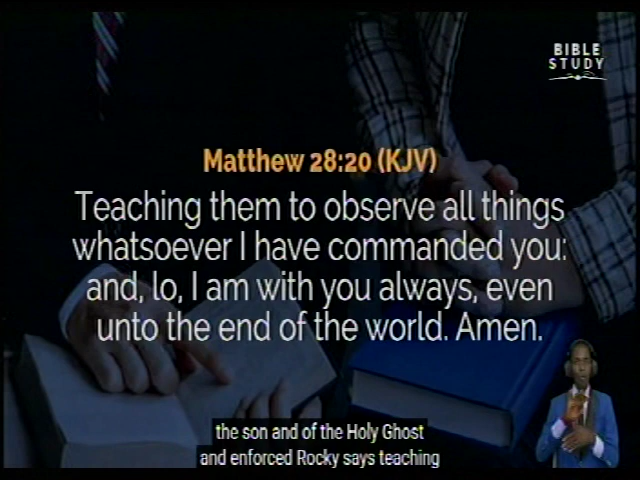 BIBLE
STUDY
Matthew 28:20 (KJV)
Teaching them to observe all things
whatsoever I have commanded you:
and, lo, I am with you always, even
unto the end of the world. Amen.
the son and of the Holy Ghost
and enforced Rocky says teaching